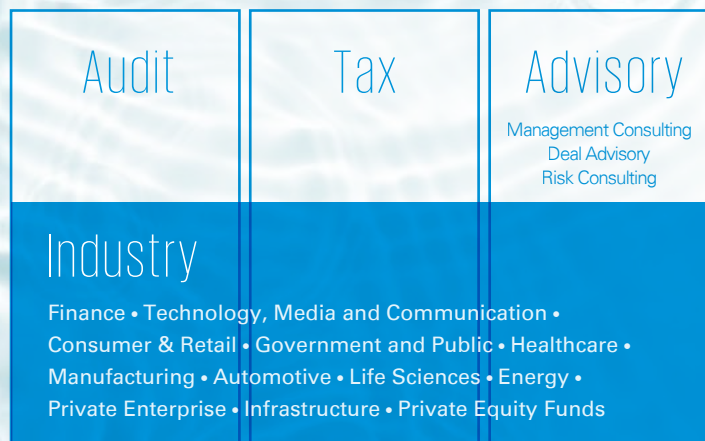 Audit
Tax
Advisory
Management Consulting
Deal Advisory
Risk Consulting
Industry
Finance • Technology, Media and Communication •
Consumer & Retail • Government and Public • Healthcare •
Manufacturing • Automotive • Life Sciences • Energy •
Private Enterprise • Infrastructure • Private Equity Funds